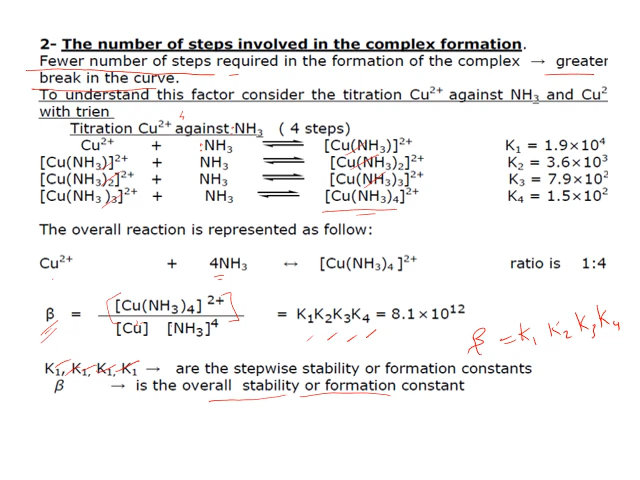 2- The number of steps involved in the complex formation.
Fewer number of steps required in the formation of the complex → greater
break in the curve.
To understand this factor consider the titration Cu²⁺ against NH₃ and Cu²
with trien
4
Titration Cu²⁺ against :NH₃ ( 4 steps)
Cu²⁺ + :NH₃ ⇌ [Cu(NH₃)]²⁺ K₁ = 1.9×10⁴
[Cu(NH₃)]²⁺ + NH₃ ⇌ [Cu(NH₃)₂]²⁺ K₂ = 3.6×10³
[Cu(NH₃)₂]²⁺ + NH₃ ⇌ [Cu(NH₃)₃]²⁺ K₃ = 7.9×10²
[Cu(NH₃ )₃]²⁺ + NH₃ ⇌ [Cu(NH₃)₄]²⁺ K₄ = 1.5×10²
The overall reaction is represented as follow:
Cu²⁺ + 4NH₃ ↔ [Cu(NH₃)₄ ]²⁺ ratio is 1:4
[Cu(NH₃)₄ ] ²⁺
β = = K₁K₂K₃K₄ = 8.1×10¹²
[Cu] [NH₃]⁴
β = K₁ K₂ K₃ K₄
K₁, K₁, K₁, K₁ → are the stepwise stability or formation constants
β → is the overall stability or formation constant